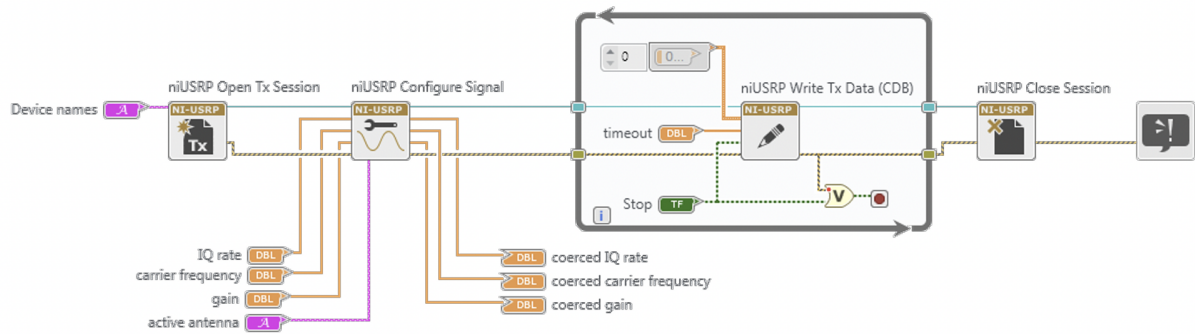 niUSRP Open Tx Session
niUSRP Configure Signal
niUSRP Write Tx Data (CDB)
niUSRP Close Session
Device names
A
NI-USRP
Tx
NI-USRP
0
0...
NI-USRP
NI-USRP
timeout
DBL
Stop
TF
V
i
IQ rate
DBL
carrier frequency
DBL
gain
DBL
active antenna
A
DBL
coerced IQ rate
DBL
coerced carrier frequency
DBL
coerced gain
?!